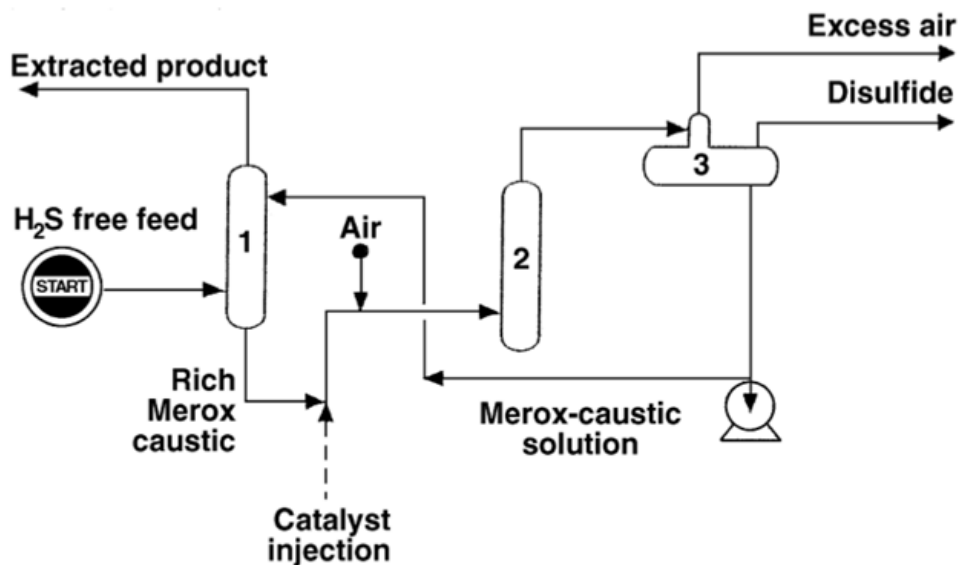 Excess air
Extracted product
Disulfide
3
H₂S free feed
1
Air
2
START
Rich
Merox
caustic
Merox-caustic
solution
Catalyst
injection